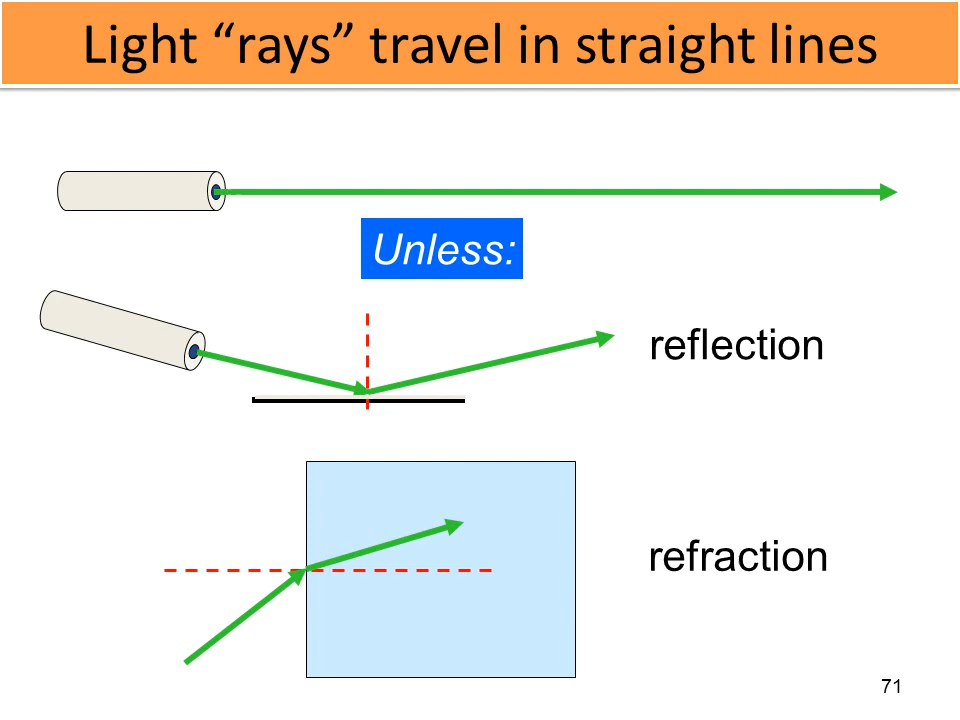 Light “rays” travel in straight lines
Unless:
reflection
refraction
71